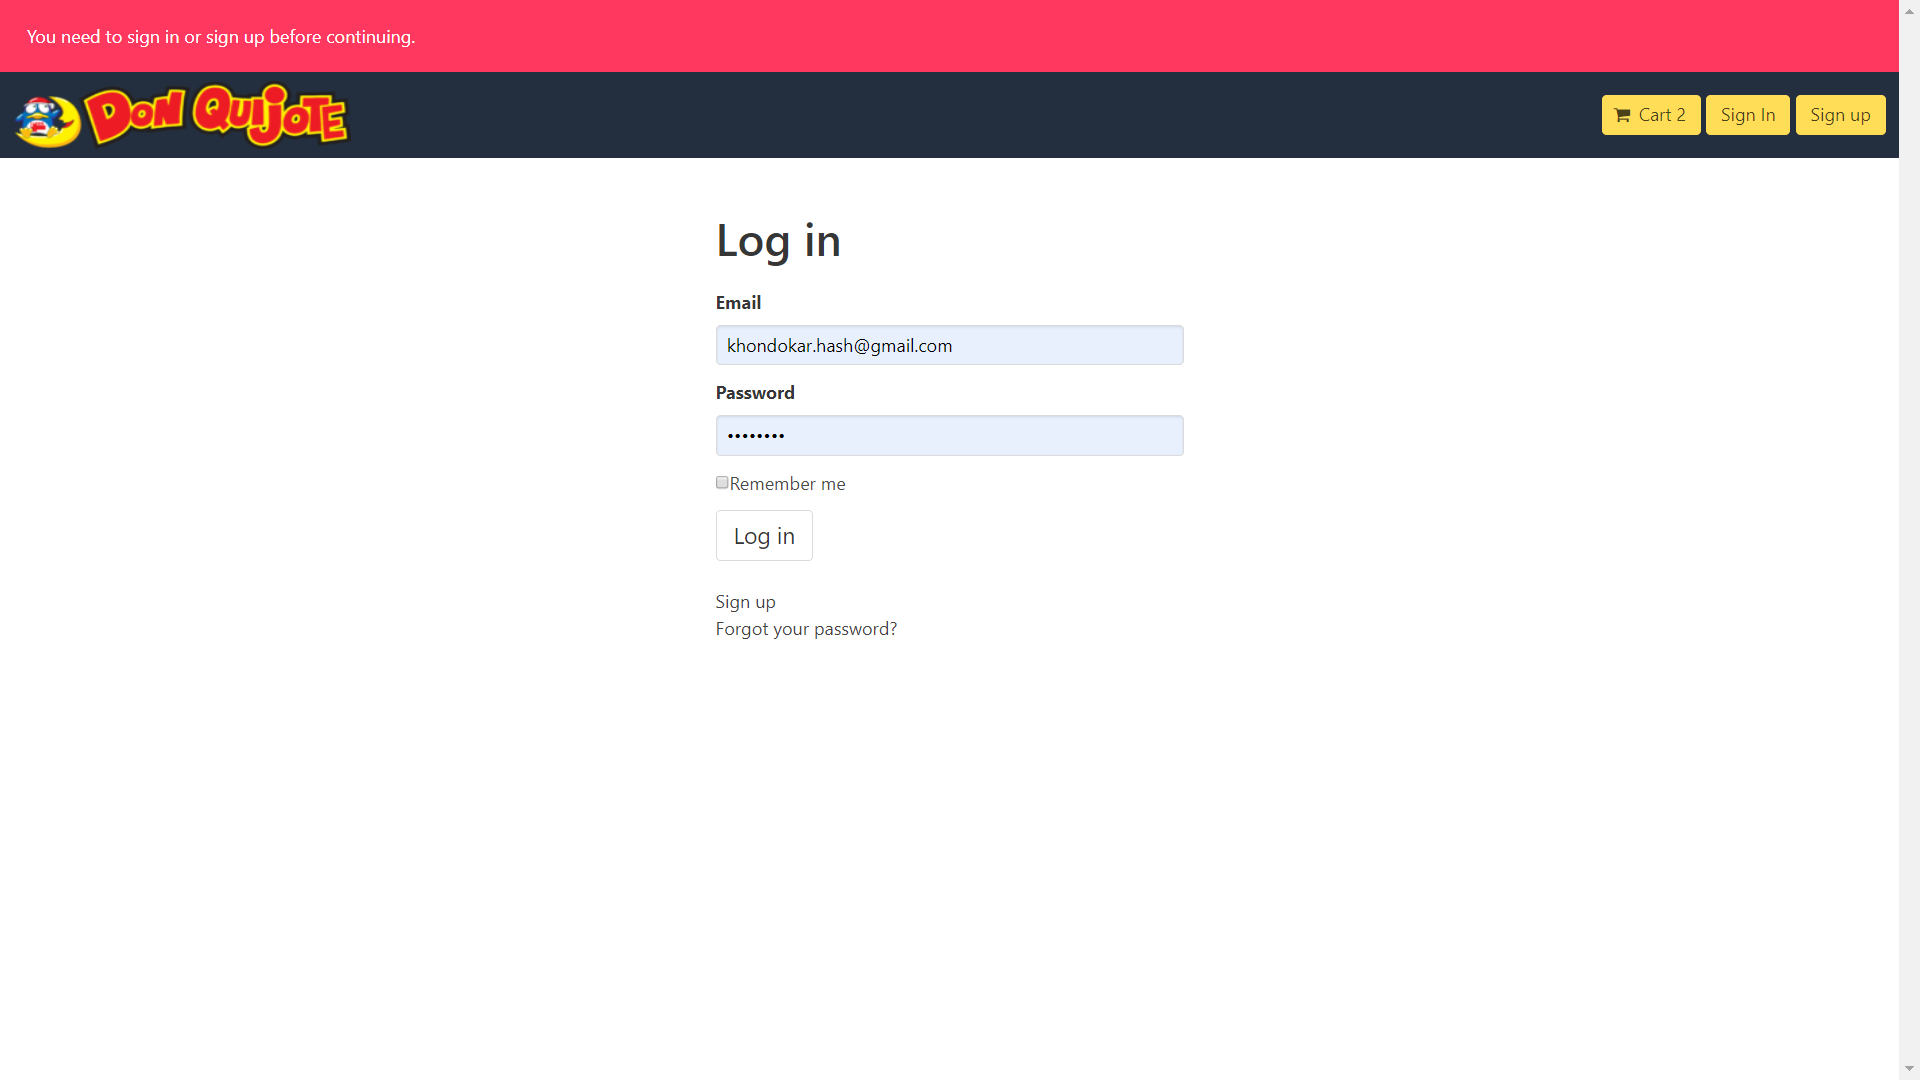 You need to sign in or sign up before continuing.
DON QUIJOTE
Cart 2
Sign In
Sign up
Log in
Email
khondokar.hash@gmail.com
Password
••••••••
Remember me
Log in
Sign up
Forgot your password?